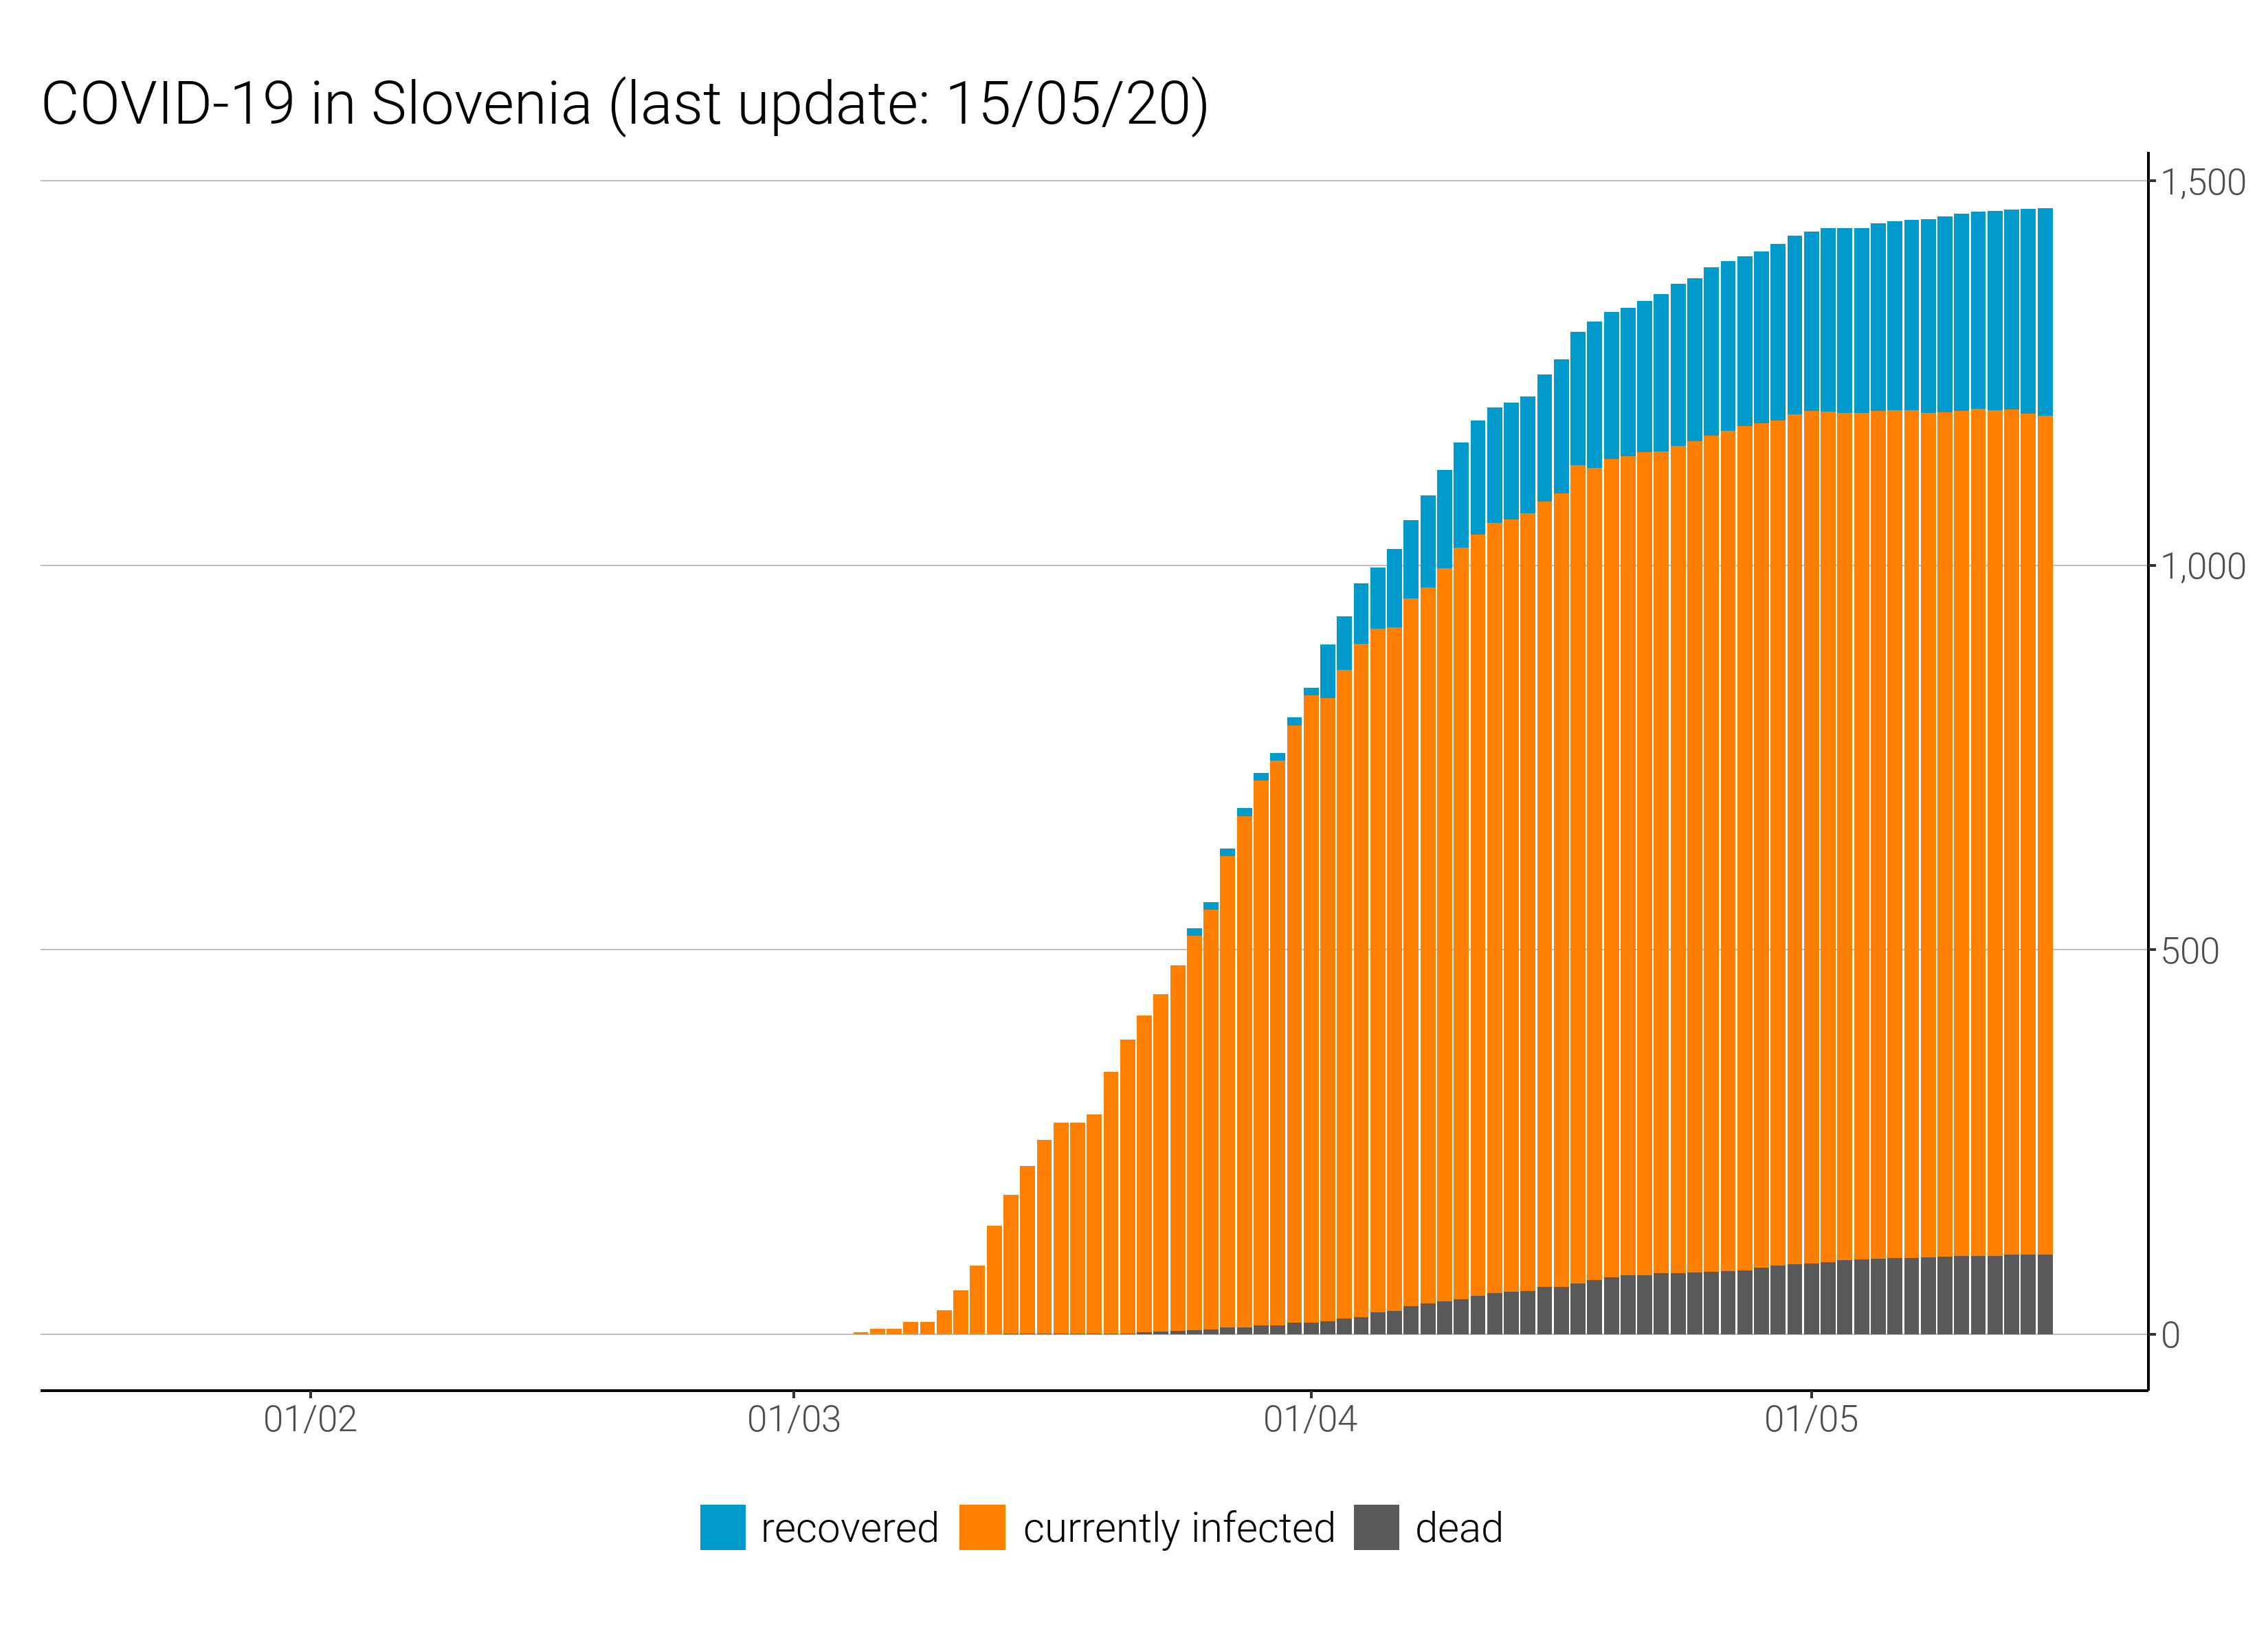 COVID-19 in Slovenia (last update: 15/05/20)
1,500
1,000
500
0
01/02 01/03 01/04 01/05
recovered currently infected dead